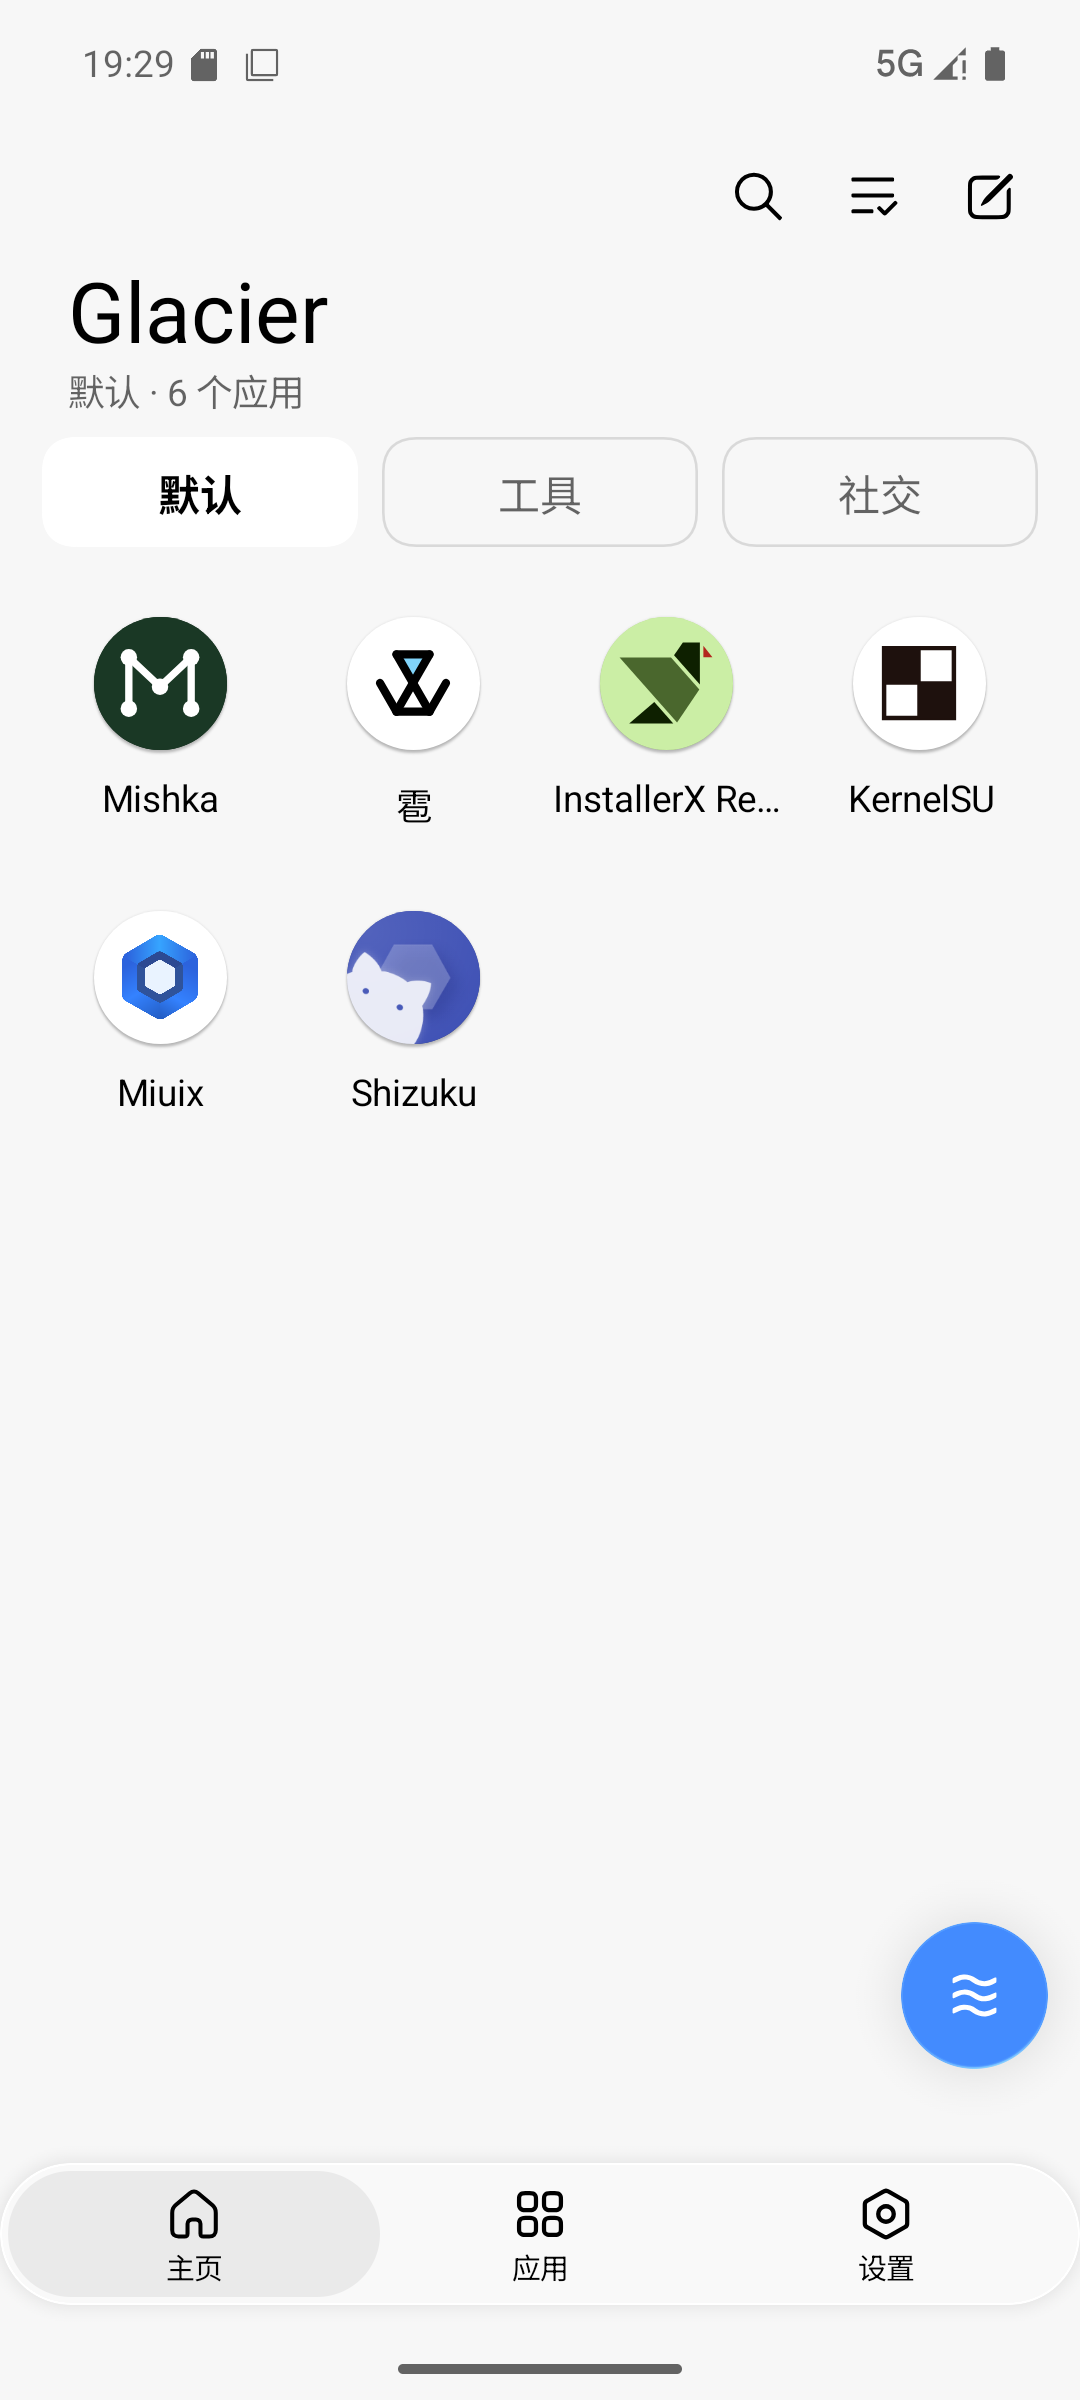 19:29
5G
Glacier
默认 · 6 个应用
默认
工具
社交
Mishka
雹
InstallerX Re...
KernelSU
Miuix
Shizuku
主页
应用
设置